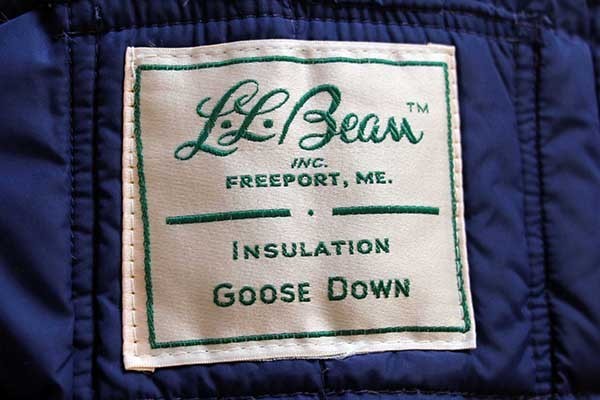 L.L.Bean™
INC.
FREEPORT, ME.
INSULATION
GOOSE DOWN